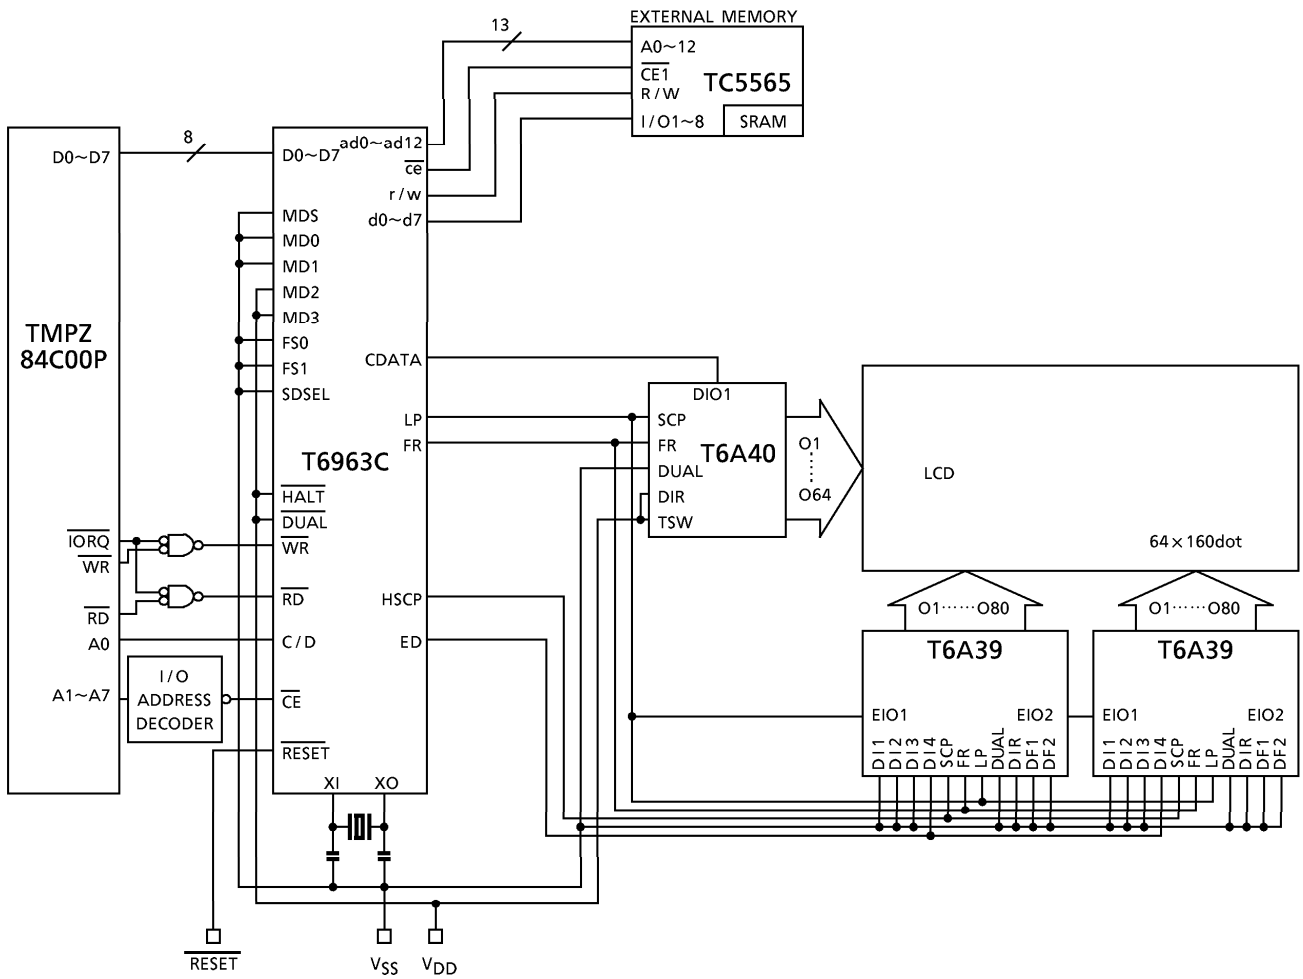 EXTERNAL MEMORY
13
A0~12
CE1
R/W
I/O1~8
TC5565
SRAM
TMPZ
84C00P
D0~D7
IORQ
WR
RD
A0
A1~A7
8
I/O
ADDRESS
DECODER
T6963C
D0~D7
MDS
MD0
MD1
MD2
MD3
FS0
FS1
SDSEL
HALT
DUAL
WR
RD
C/D
CE
RESET
ad0~ad12
ce
r/w
d0~d7
CDATA
LP
FR
HSCP
ED
XI
XO
DIO1
SCP
FR
DUAL
DIR
TSW
T6A40
O1
O64
LCD
64×160dot
O1······O80
O1······O80
T6A39
EIO1
EIO2
DI1
DI2
DI3
DI4
SCP
FR
LP
DUAL
DIR
DF1
DF2
T6A39
EIO1
EIO2
DI1
DI2
DI3
DI4
SCP
FR
LP
DUAL
DIR
DF1
DF2
RESET
VSS
VDD